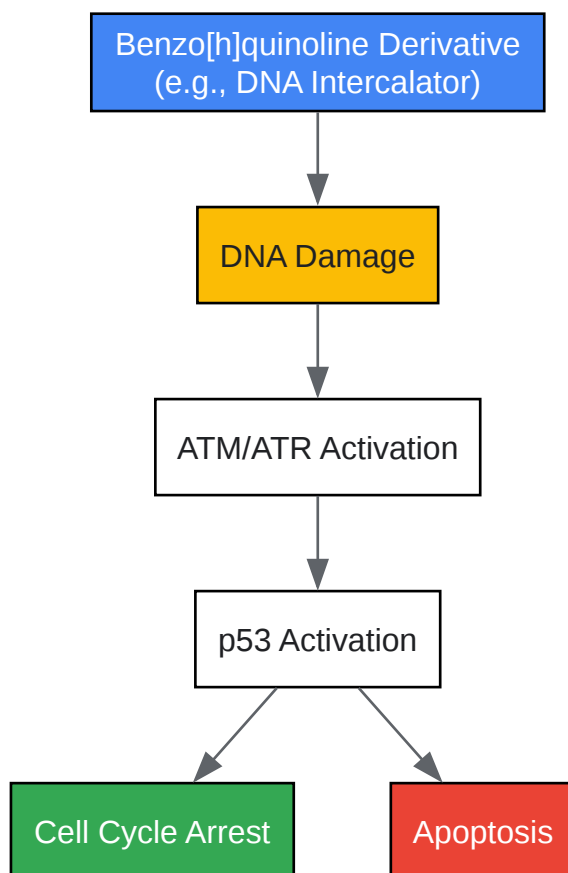 Benzo[h]quinoline Derivative
(e.g., DNA Intercalator)
DNA Damage
ATM/ATR Activation
p53 Activation
Cell Cycle Arrest
Apoptosis